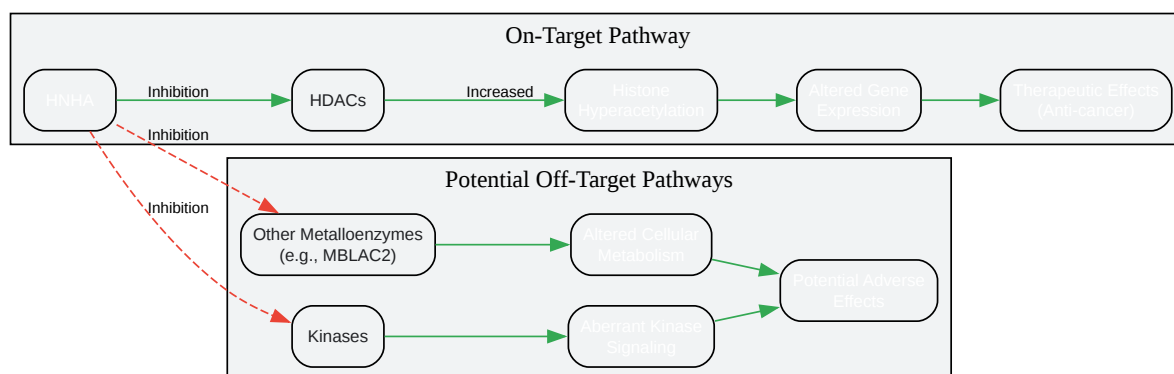 On-Target Pathway
HNHA
Inhibition
HDACs
Increased
Histone
Hyperacetylation
Altered Gene
Expression
Therapeutic Effects
(Anti-cancer)
Inhibition
Potential Off-Target Pathways
Inhibition
Other Metalloenzymes
(e.g., MBLAC2)
Altered Cellular
Metabolism
Potential Adverse
Effects
Kinases
Aberrant Kinase
Signaling